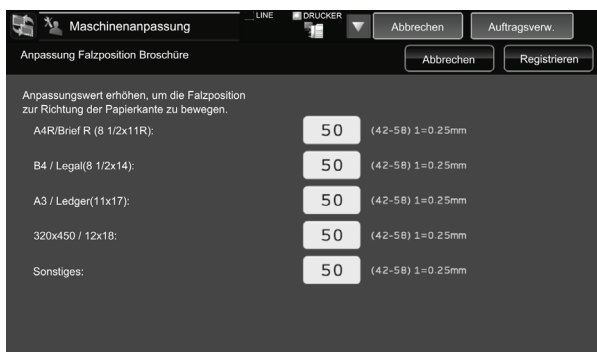 Maschinenanpassung LINE DRUCKER Abbrechen Auftragsverw.
Anpassung Falzposition Broschüre Abbrechen Registrieren
Anpassungswert erhöhen, um die Falzposition
zur Richtung der Papierkante zu bewegen.
A4R/Brief R (8 1/2x11R): 50 (42-58) 1=0.25mm
B4 / Legal(8 1/2x14): 50 (42-58) 1=0.25mm
A3 / Ledger(11x17): 50 (42-58) 1=0.25mm
320x450 / 12x18: 50 (42-58) 1=0.25mm
Sonstiges: 50 (42-58) 1=0.25mm